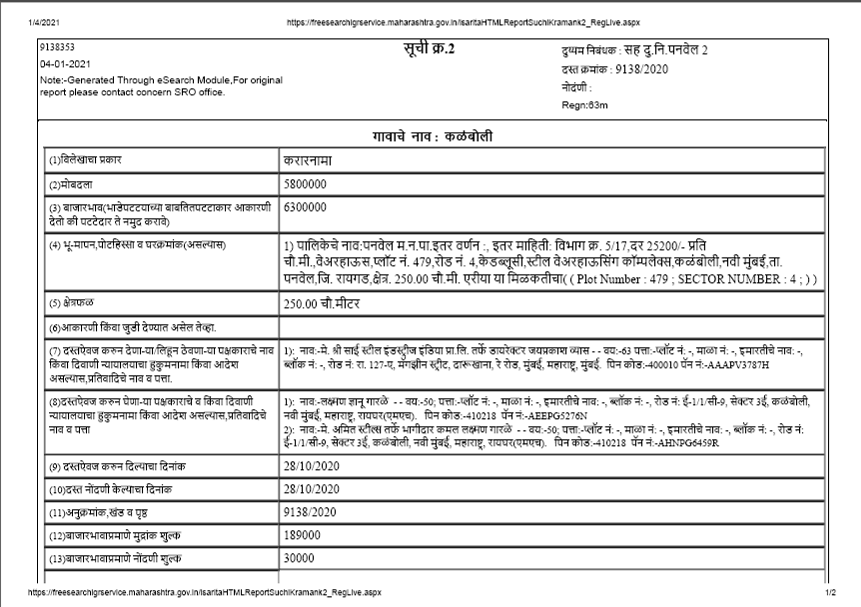 1/4/2021 https://freesearchigrservice.maharashtra.gov.in/isaritaHTMLReportSuchiKramank2_RegLive.aspx
9138353
04-01-2021
Note:-Generated Through eSearch Module,For original
report please contact concern SRO office.
सूची क्र.2
दुय्यम निबंधक : सह दु.नि.पनवेल 2
दस्त क्रमांक : 9138/2020
नोदंणी :
Regn:63m
गावाचे नाव : कळंबोली
(1)विलेखाचा प्रकार करारनामा
(2)मोबदला 5800000
(3) बाजारभाव(भाडेपटटयाच्या बाबतितपटटाकार आकारणी
देतो की पटटेदार ते नमुद करावे)
6300000
(4) भू-मापन,पोटहिस्सा व घरक्रमांक(असल्यास)
1) पालिकेचे नाव:पनवेल म.न.पा.इतर वर्णन :, इतर माहिती: विभाग क्र. 5/17,दर 25200/- प्रति
चौ.मी.,वेअरहाऊस,प्लॉट नं. 479,रोड नं. 4,केडब्लूसी,स्टील वेअरहाऊसिंग कॉम्पलेक्स,कळंबोली,नवी मुंबई,ता.
पनवेल,जि. रायगड,क्षेत्र. 250.00 चौ.मी. एरीया या मिळकतीचा( ( Plot Number : 479 ; SECTOR NUMBER : 4 ; ) )
(5) क्षेत्रफळ 250.00 चौ.मीटर
(6)आकारणी किंवा जुडी देण्यात असेल तेव्हा.
(7) दस्तऐवज करुन देणा-या/लिहून ठेवणा-या पक्षकाराचे नाव
किंवा दिवाणी न्यायालयाचा हुकुमनामा किंवा आदेश
असल्यास,प्रतिवादिचे नाव व पत्ता.
1): नाव:-मे. श्री साई स्टील इंडस्ट्रीज इंडिया प्रा.लि. तर्फे डायरेक्टर जयप्रकाश व्यास - - वय:-63 पत्ता:-प्लॉट नं: -, माळा नं: -, इमारतीचे नाव: -,
ब्लॉक नं: -, रोड नं: रा. 127-ए, मॅगझीन स्ट्रीट, दारूखाना, रे रोड, मुंबई, महाराष्ट्र, मुंबई. पिन कोड:-400010 पॅन नं:-AAAPV3787H
(8)दस्तऐवज करुन घेणा-या पक्षकाराचे व किंवा दिवाणी
न्यायालयाचा हुकुमनामा किंवा आदेश असल्यास,प्रतिवादिचे
नाव व पत्ता
1): नाव:-लक्ष्मण ज्ञानू गारळे - - वय:-50; पत्ता:-प्लॉट नं: -, माळा नं: -, इमारतीचे नाव: -, ब्लॉक नं: -, रोड नं: ई-1/1/सी-9, सेक्टर 3ई, कळंबोली,
नवी मुंबई, महाराष्ट्र, रायघर(एमएच). पिन कोड:-410218 पॅन नं:-AEEPG5276N
2): नाव:-मे. अमित स्टील्स तर्फे भागीदार कमल लक्ष्मण गारळे - - वय:-50; पत्ता:-प्लॉट नं: -, माळा नं: -, इमारतीचे नाव: -, ब्लॉक नं: -, रोड नं:
ई-1/1/सी-9, सेक्टर 3ई, कळंबोली, नवी मुंबई, महाराष्ट्र, रायघर(एमएच). पिन कोड:-410218 पॅन नं:-AHNPG6459R
(9) दस्तऐवज करुन दिल्याचा दिनांक 28/10/2020
(10)दस्त नोंदणी केल्याचा दिनांक 28/10/2020
(11)अनुक्रमांक,खंड व पृष्ठ 9138/2020
(12)बाजारभावाप्रमाणे मुद्रांक शुल्क 189000
(13)बाजारभावाप्रमाणे नोंदणी शुल्क 30000
https://freesearchigrservice.maharashtra.gov.in/isaritaHTMLReportSuchiKramank2_RegLive.aspx 1/2